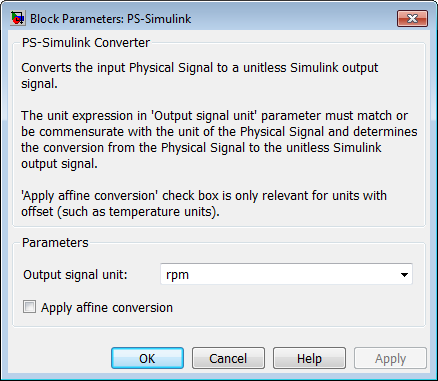 Block Parameters: PS-Simulink
PS-Simulink Converter
Converts the input Physical Signal to a unitless Simulink output
signal.
The unit expression in 'Output signal unit' parameter must match or
be commensurate with the unit of the Physical Signal and determines
the conversion from the Physical Signal to the unitless Simulink
output signal.
'Apply affine conversion' check box is only relevant for units with
offset (such as temperature units).
Parameters
Output signal unit: rpm
Apply affine conversion
OK Cancel Help Apply